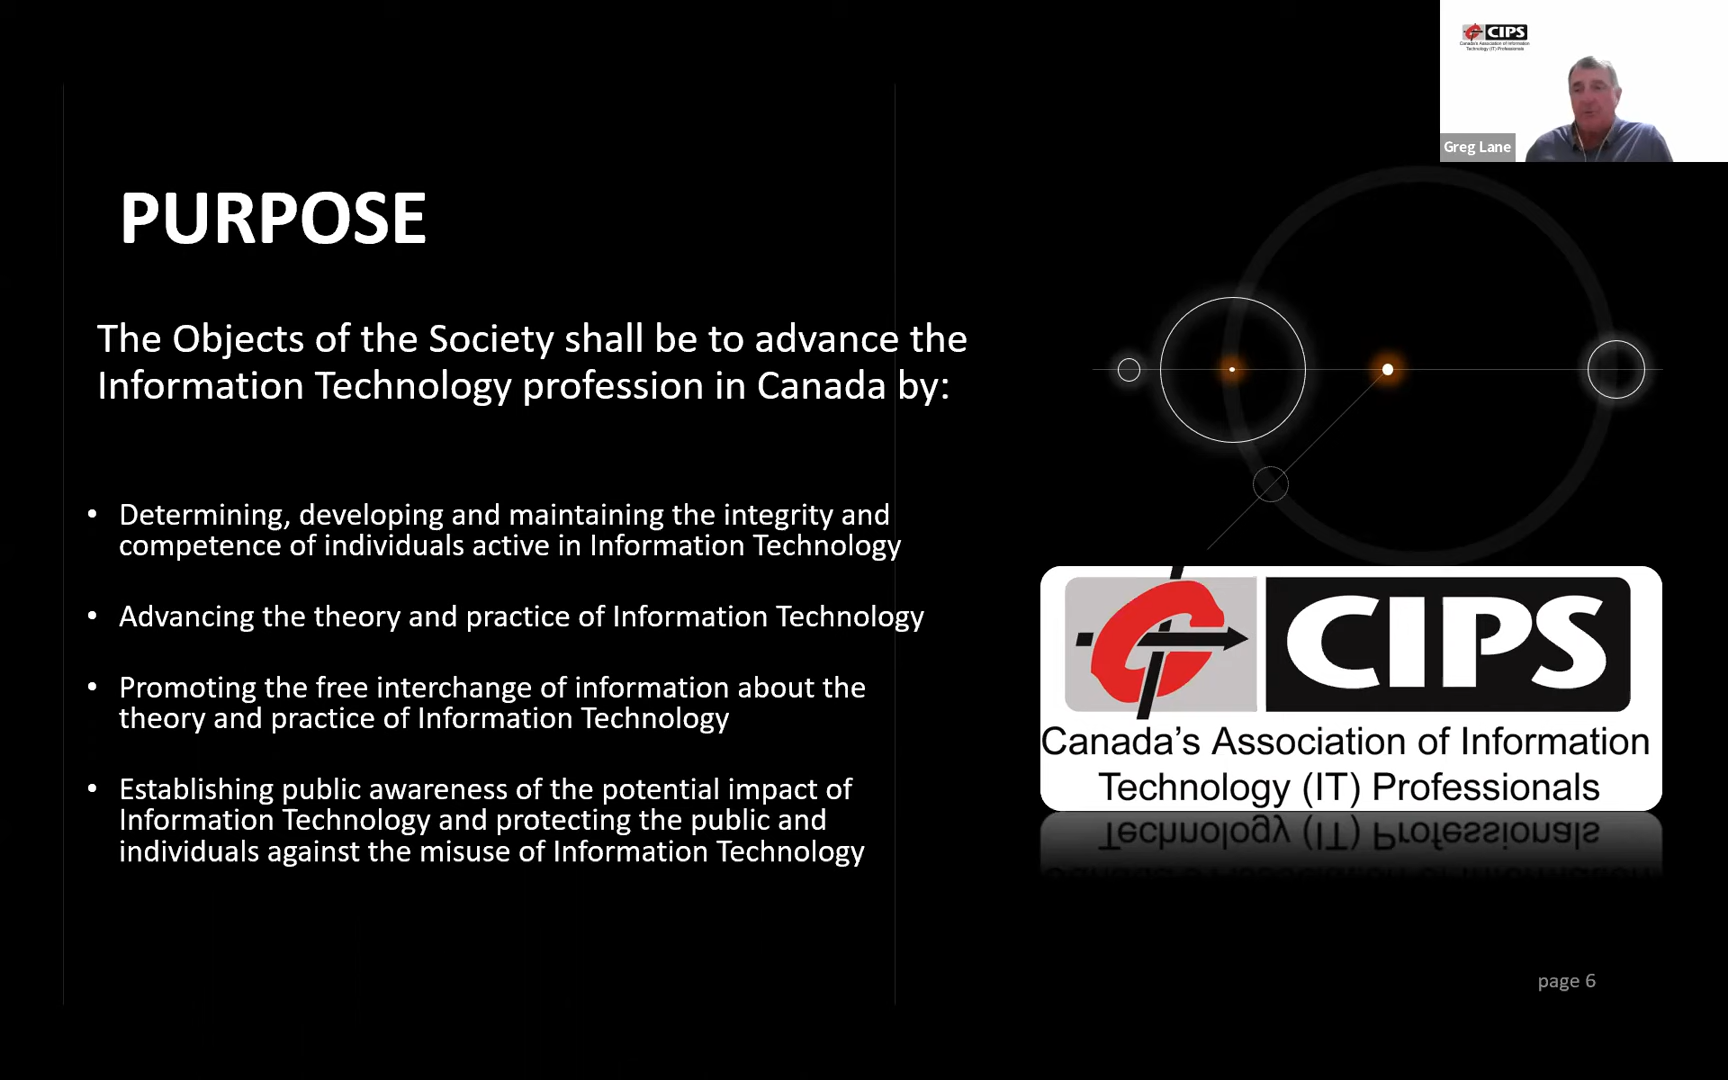 CIPS
Canada's Association of Information
Technology (IT) Professionals
Greg Lane
PURPOSE
The Objects of the Society shall be to advance the
Information Technology profession in Canada by:
• Determining, developing and maintaining the integrity and
competence of individuals active in Information Technology
• Advancing the theory and practice of Information Technology
• Promoting the free interchange of information about the
theory and practice of Information Technology
• Establishing public awareness of the potential impact of
Information Technology and protecting the public and
individuals against the misuse of Information Technology
CIPS
Canada's Association of Information
Technology (IT) Professionals
page 6